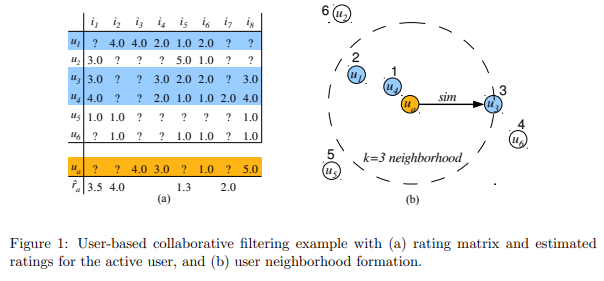 i1 i2 i3 i4 i5 i6 i7 i8
u1 ? 4.0 4.0 2.0 1.0 2.0 ? ?
u2 3.0 ? ? ? 5.0 1.0 ? ?
u3 3.0 ? ? 3.0 2.0 2.0 ? 3.0
u4 4.0 ? ? 2.0 1.0 1.0 2.0 4.0
u5 1.0 1.0 ? ? ? ? ? 1.0
u6 ? 1.0 ? ? 1.0 1.0 ? 1.0
ua ? ? 4.0 3.0 ? 1.0 ? 5.0
r̂a 3.5 4.0 1.3 2.0
(a)
6 u2
2
u1
1
u4
ua
sim
3
u3
4
u6
5
u5
k=3 neighborhood
(b)
Figure 1: User-based collaborative filtering example with (a) rating matrix and estimated
ratings for the active user, and (b) user neighborhood formation.